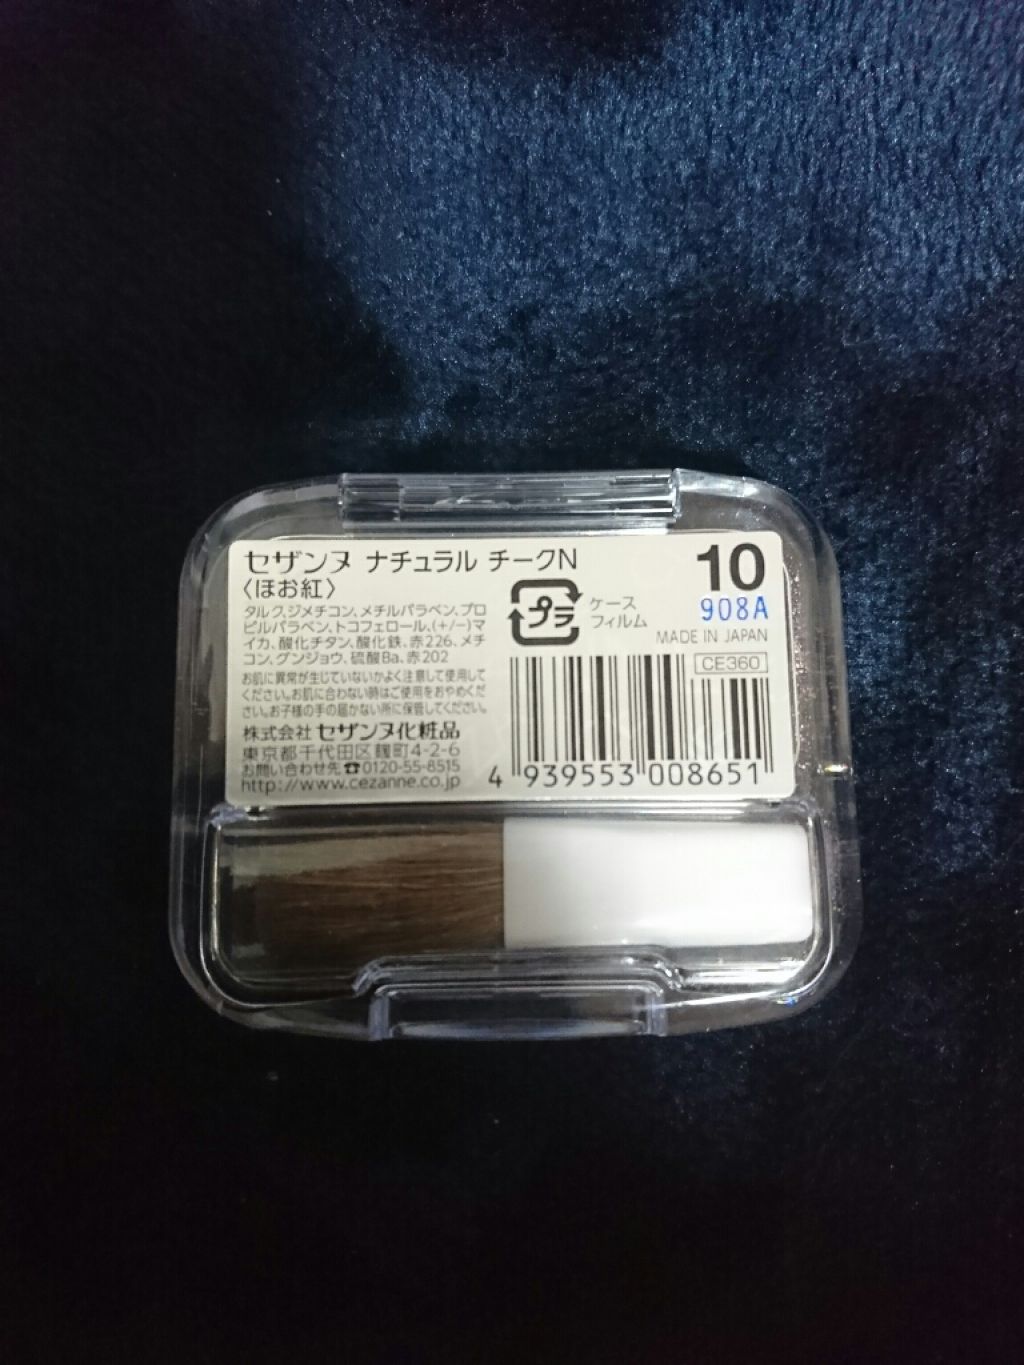 セザンヌ ナチュラル チークN
〈ほお紅〉
タルク、ジメチコン、メチルパラベン、プロ
ピルパラベン、トコフェロール、(+/−)マ
イカ、酸化チタン、酸化鉄、赤226、メチ
コン、グンジョウ、硫酸Ba、赤202
お肌に異常が生じていないかよく注意して使用して
ください。お肌に合わない時はご使用をおやめくだ
さい。お子様の手の届かない所に保管してください。
株式会社 セザンヌ化粧品
東京都千代田区麹町4-2-6
お問い合わせ先☎0120-55-8515
http://www.cezanne.co.jp
プラ
ケース
フィルム
10
908A
MADE IN JAPAN
CE360
4 939553 008651